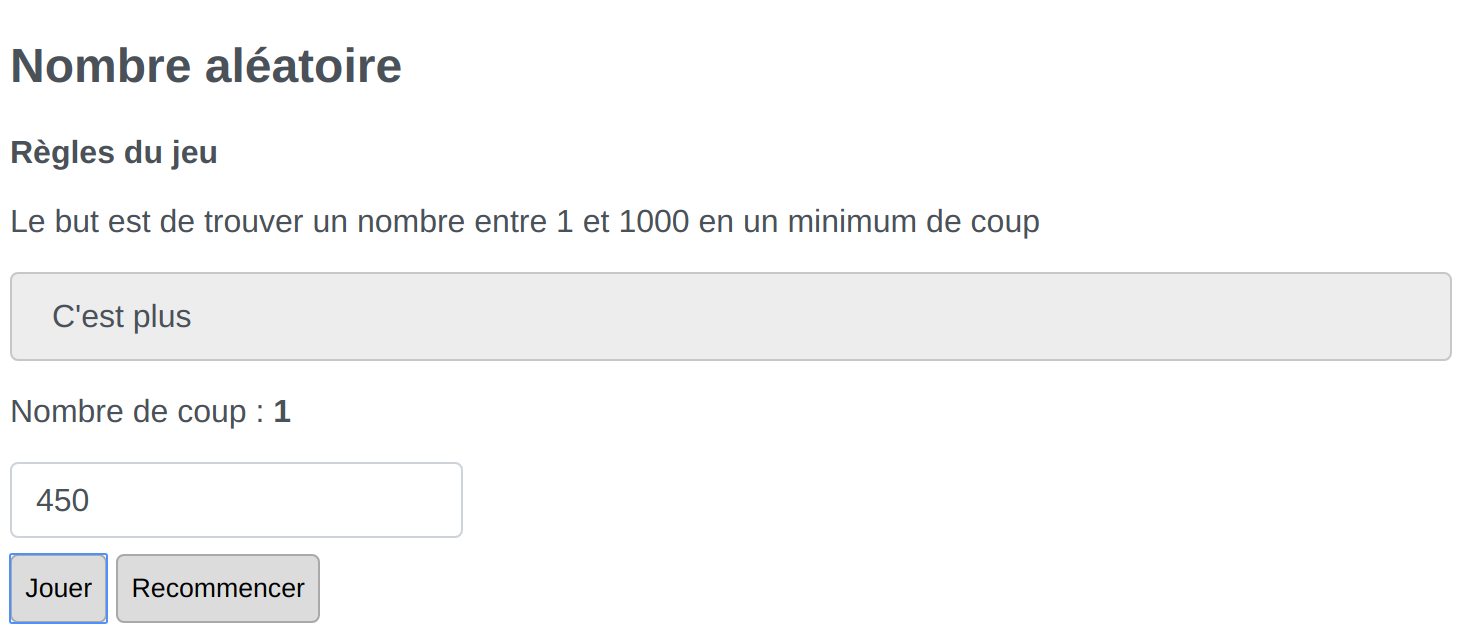 Nombre aléatoire
Règles du jeu
Le but est de trouver un nombre entre 1 et 1000 en un minimum de coup
C'est plus
Nombre de coup : 1
450
Jouer Recommencer